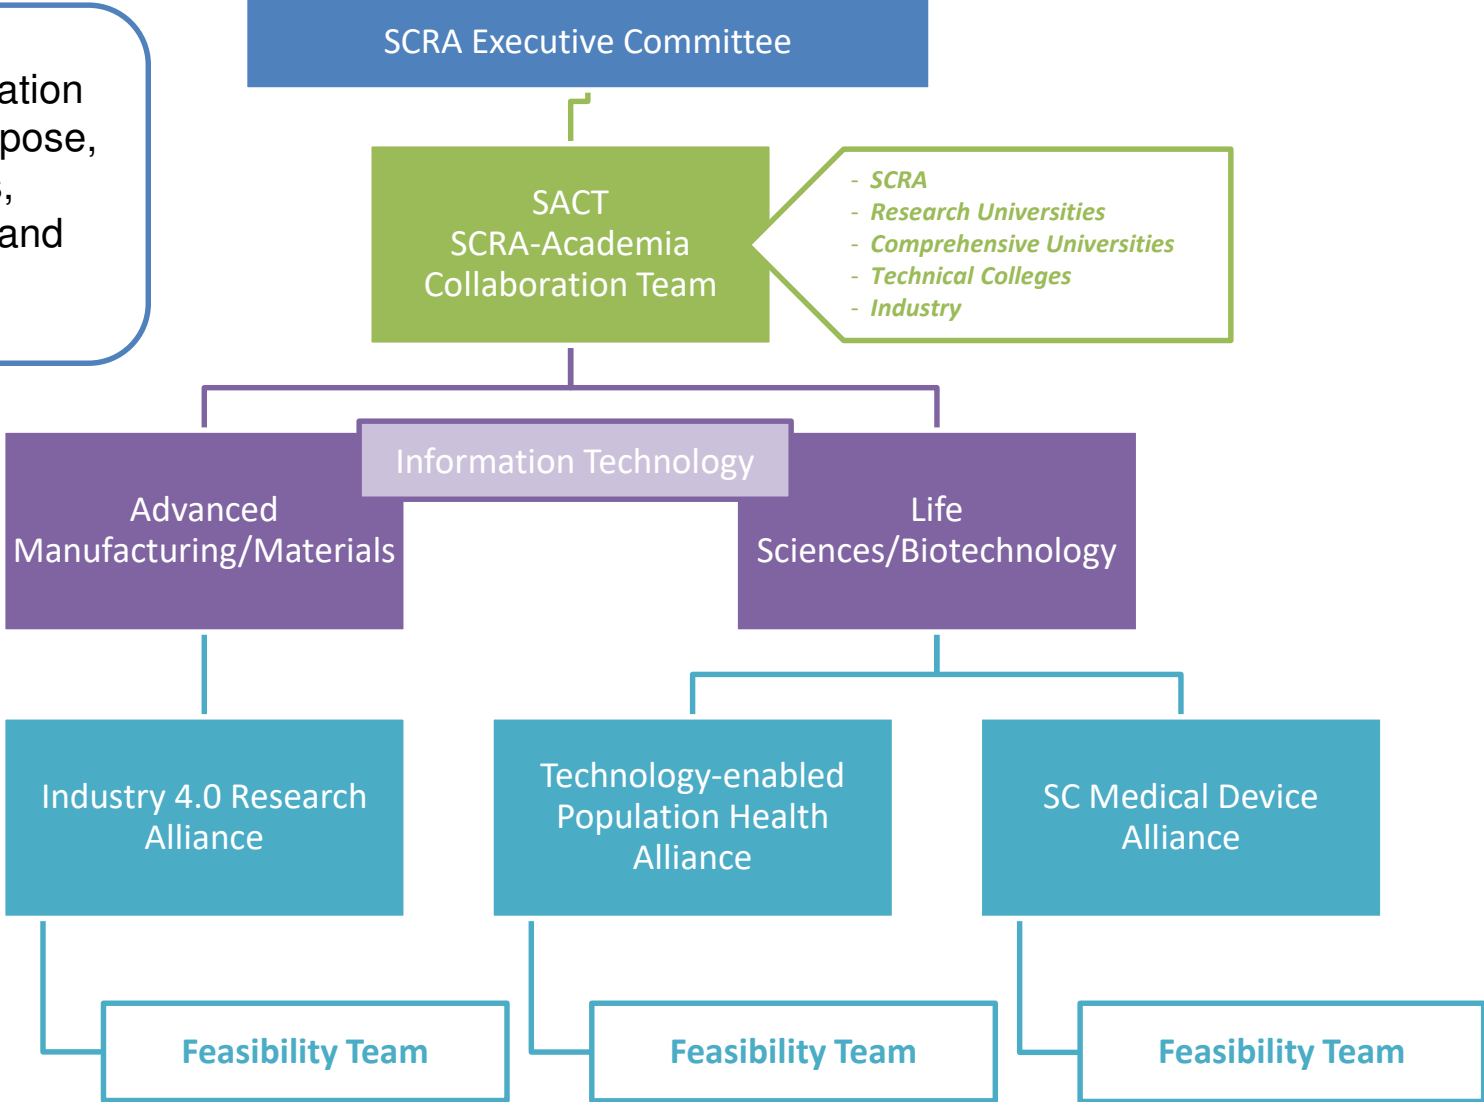 SCRA Executive Committee
pose,
and
SACT
SCRA-Academia
Collaboration Team
- SCRA
- Research Universities
- Comprehensive Universities
- Technical Colleges
- Industry
Information Technology
Advanced
Manufacturing/Materials
Life
Sciences/Biotechnology
Industry 4.0 Research
Alliance
Technology-enabled
Population Health
Alliance
SC Medical Device
Alliance
Feasibility Team
Feasibility Team
Feasibility Team